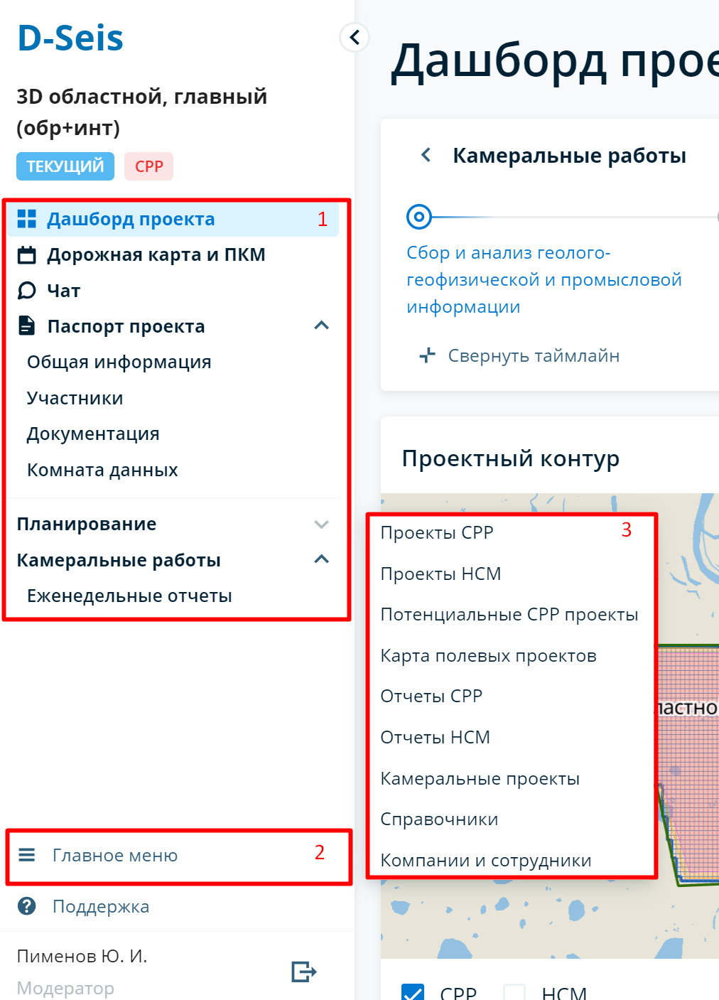 D-Seis
3D областной, главный
(обр+инт)
ТЕКУЩИЙ
СРР
Дашборд проекта
1
Дорожная карта и ПКМ
Чат
Паспорт проекта
Общая информация
Участники
Документация
Комната данных
Планирование
Камеральные работы
Еженедельные отчеты
Главное меню
2
Поддержка
Пименов Ю. И.
Модератор
Дашборд прое
Камеральные работы
Сбор и анализ геолого-
геофизической и промысловой
информации
Свернуть таймлайн
Проектный контур
Проекты СРР
3
Проекты НСМ
Потенциальные СРР проекты
Карта полевых проектов
Отчеты СРР
Отчеты НСМ
Камеральные проекты
Справочники
Компании и сотрудники
ластно
СРР
НСМ